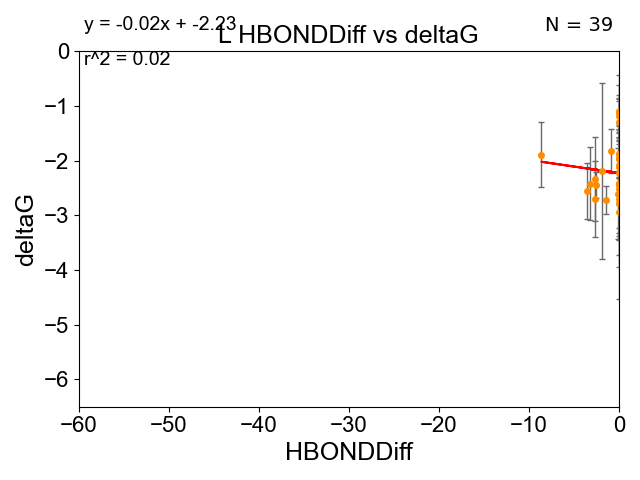 y = -0.02x + -2.23
N = 39
L HBONDDiff vs deltaG
r^2 = 0.02
0
−1
−2
−3
−4
−5
−6
deltaG
−60 −50 −40 −30 −20 −10 0
HBONDDiff